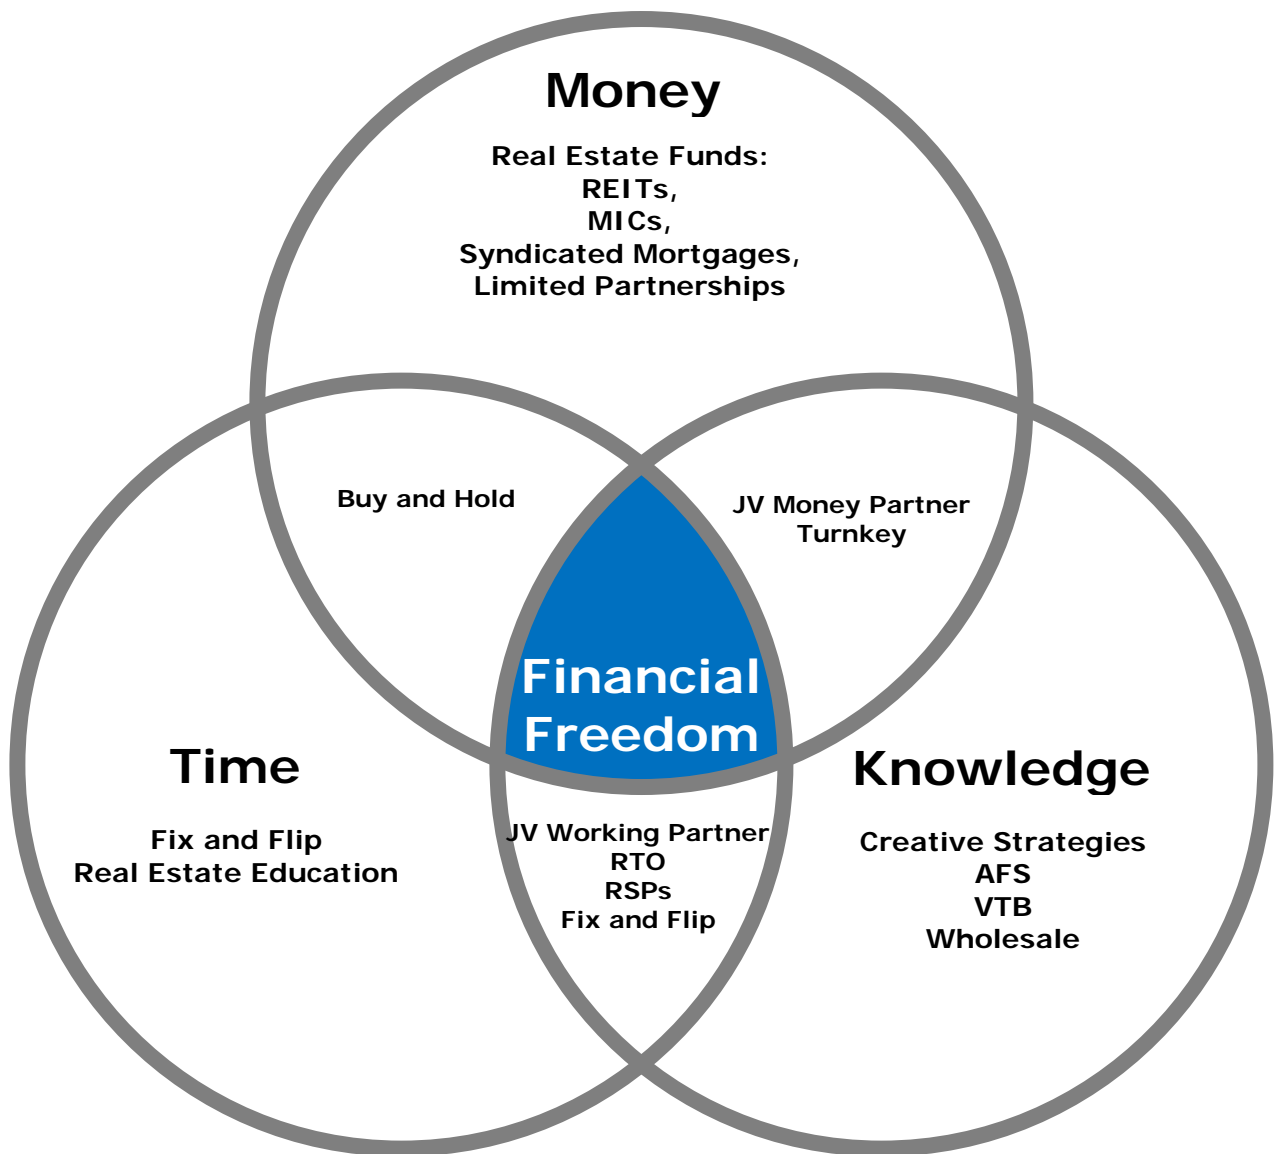 Money
Real Estate Funds:
REITs,
MICs,
Syndicated Mortgages,
Limited Partnerships
Buy and Hold
JV Money Partner
Turnkey
Financial
Freedom
Time
Fix and Flip
Real Estate Education
JV Working Partner
RTO
RSPs
Fix and Flip
Knowledge
Creative Strategies
AFS
VTB
Wholesale